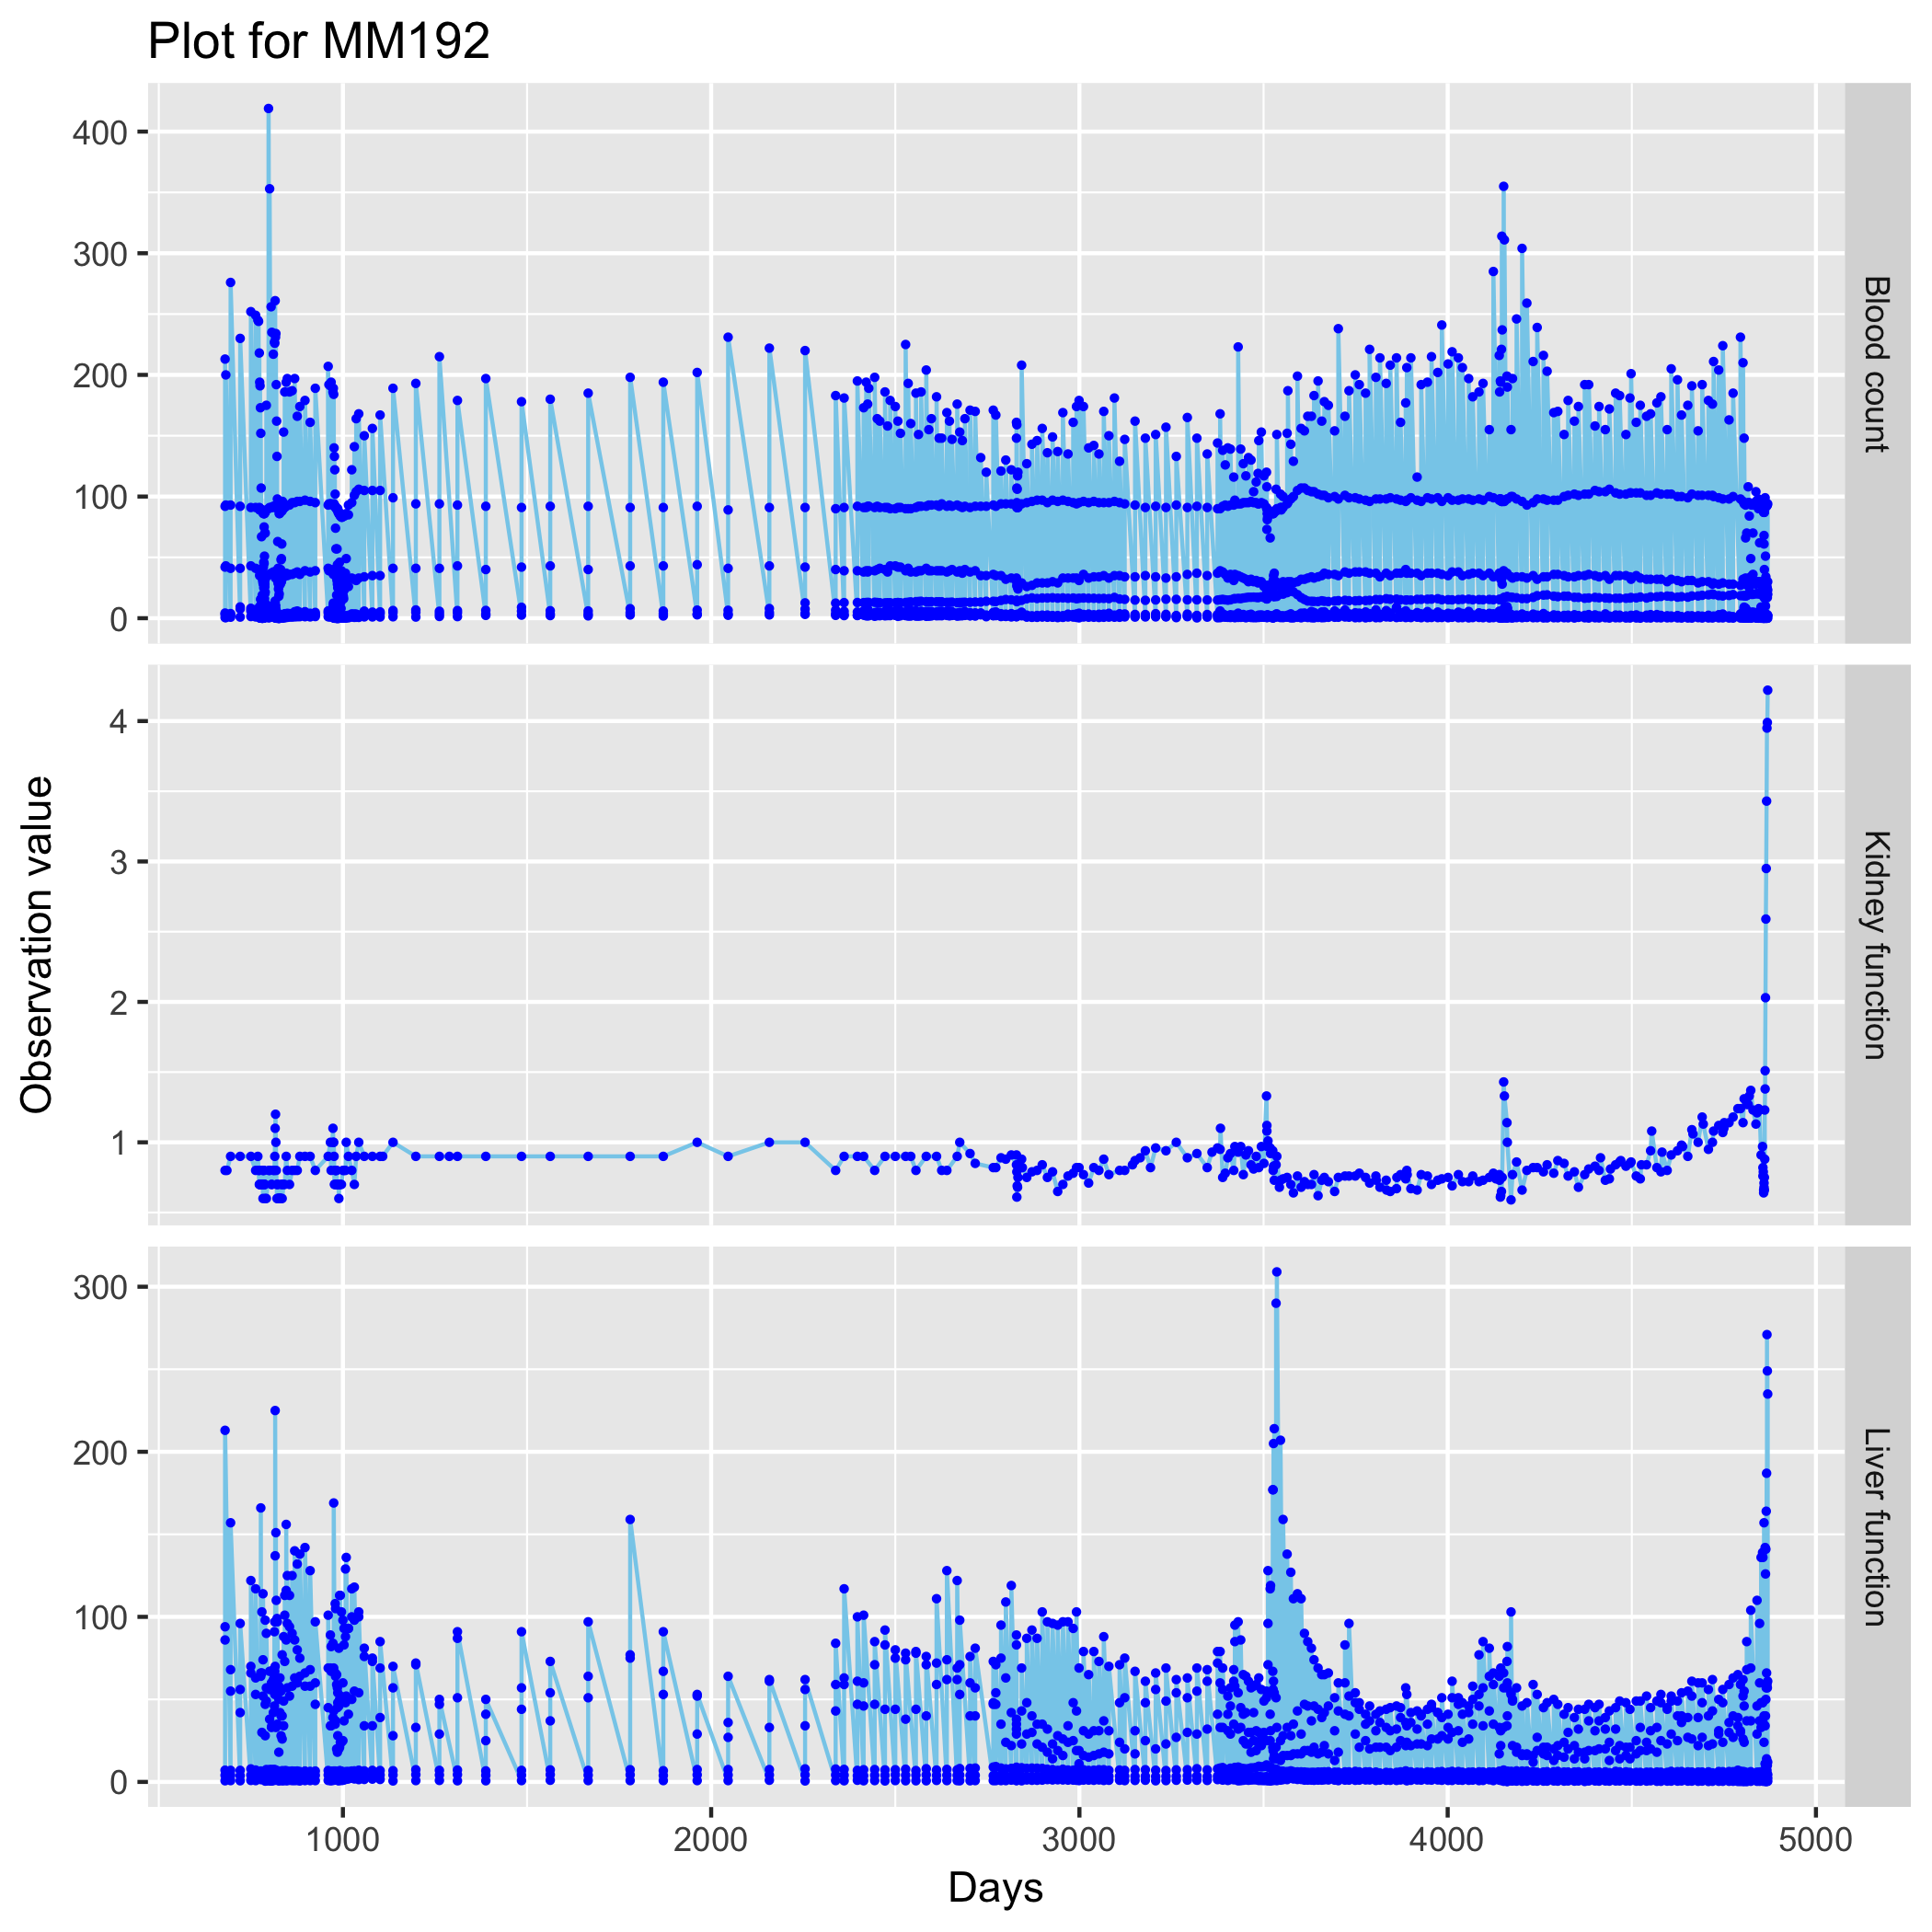 Plot for MM192
400
300
200
100
0
Blood count
4
3
2
1
Kidney function
Observation value
300
200
100
0
Liver function
1000 2000 3000 4000 5000
Days